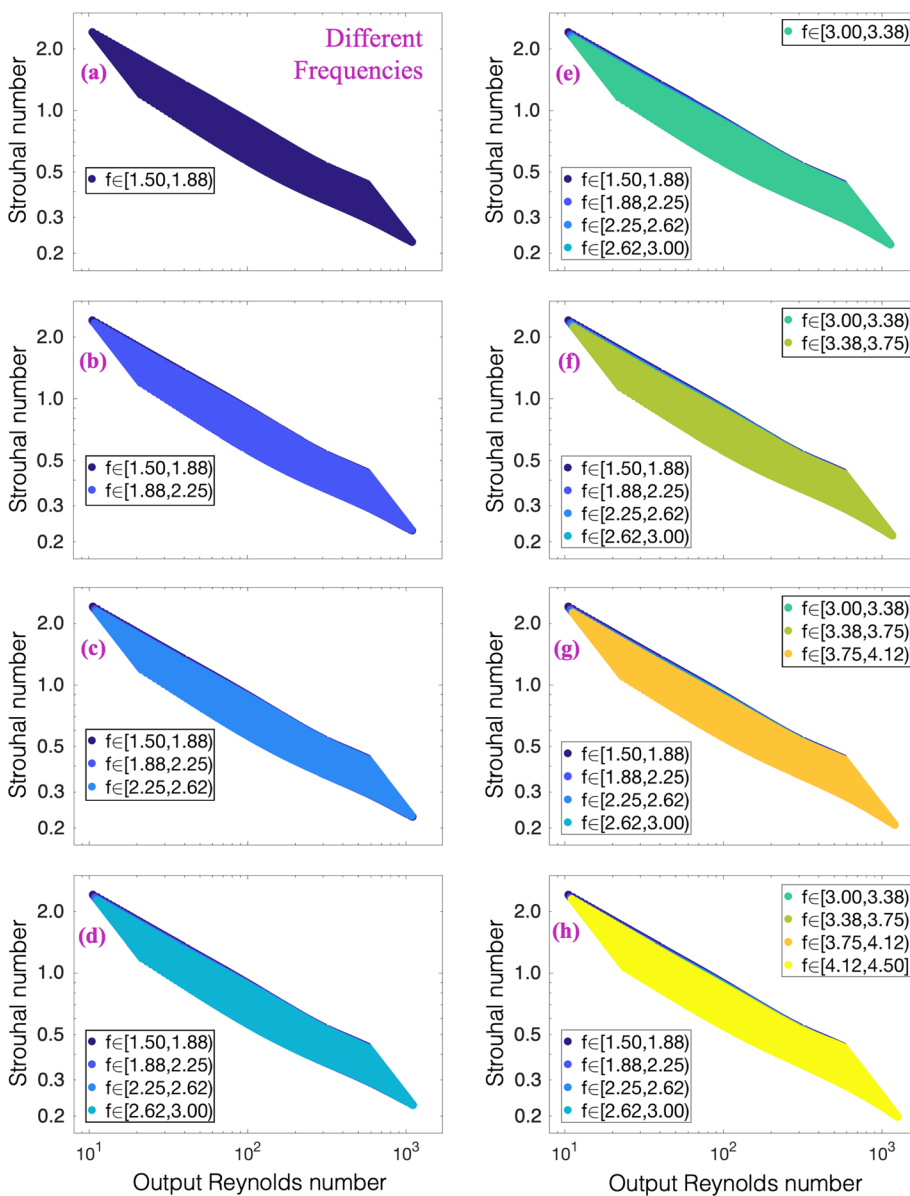 Different
Frequencies
(a)
Strouhal number
2.0
1.0
0.5
0.3
0.2
f∈[1.50,1.88)
(b)
Strouhal number
2.0
1.0
0.5
0.3
0.2
f∈[1.50,1.88)
f∈[1.88,2.25)
(c)
Strouhal number
2.0
1.0
0.5
0.3
0.2
f∈[1.50,1.88)
f∈[1.88,2.25)
f∈[2.25,2.62)
(d)
Strouhal number
2.0
1.0
0.5
0.3
0.2
f∈[1.50,1.88)
f∈[1.88,2.25)
f∈[2.25,2.62)
f∈[2.62,3.00)
10¹ 10² 10³
Output Reynolds number
(e)
Strouhal number
2.0
1.0
0.5
0.3
0.2
f∈[3.00,3.38)
f∈[1.50,1.88)
f∈[1.88,2.25)
f∈[2.25,2.62)
f∈[2.62,3.00)
(f)
Strouhal number
2.0
1.0
0.5
0.3
0.2
f∈[3.00,3.38)
f∈[3.38,3.75)
f∈[1.50,1.88)
f∈[1.88,2.25)
f∈[2.25,2.62)
f∈[2.62,3.00)
(g)
Strouhal number
2.0
1.0
0.5
0.3
0.2
f∈[3.00,3.38)
f∈[3.38,3.75)
f∈[3.75,4.12)
f∈[1.50,1.88)
f∈[1.88,2.25)
f∈[2.25,2.62)
f∈[2.62,3.00)
(h)
Strouhal number
2.0
1.0
0.5
0.3
0.2
f∈[3.00,3.38)
f∈[3.38,3.75)
f∈[3.75,4.12)
f∈[4.12,4.50]
f∈[1.50,1.88)
f∈[1.88,2.25)
f∈[2.25,2.62)
f∈[2.62,3.00)
10¹ 10² 10³
Output Reynolds number